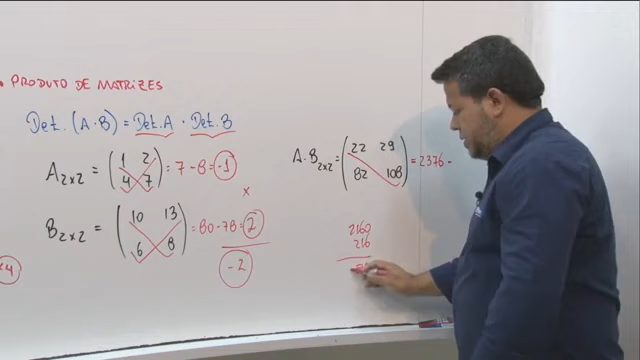 PRODUTO DE MATRIZES
Det. (A · B) = Det. A · Det. B
A2x2 = (1 2
4 7) = 7 - 8 = -1
x
B2x2 = (10 13
6 8) = 80 - 78 = 2
-2
x4
A · B2x2 = (22 29
82 108) = 2376 -
2160
216